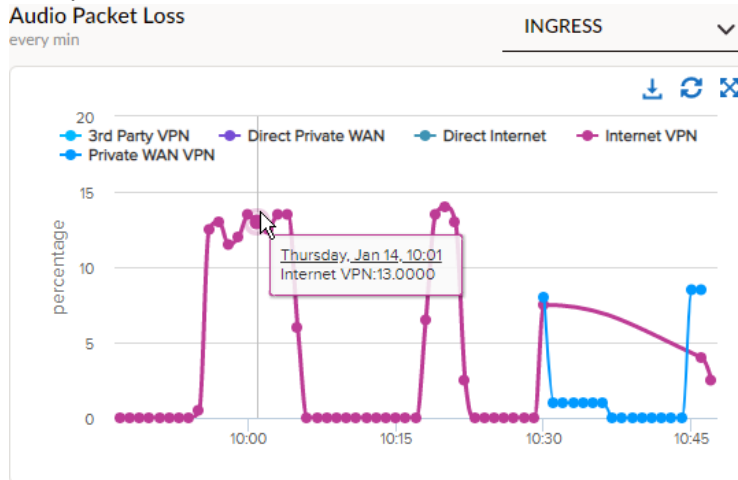 Audio Packet Loss
every min
INGRESS
20
3rd Party VPN Direct Private WAN Direct Internet Internet VPN
Private WAN VPN
15
percentage
Thursday, Jan 14, 10:01
Internet VPN:13.0000
10
5
0
10:00 10:15 10:30 10:45